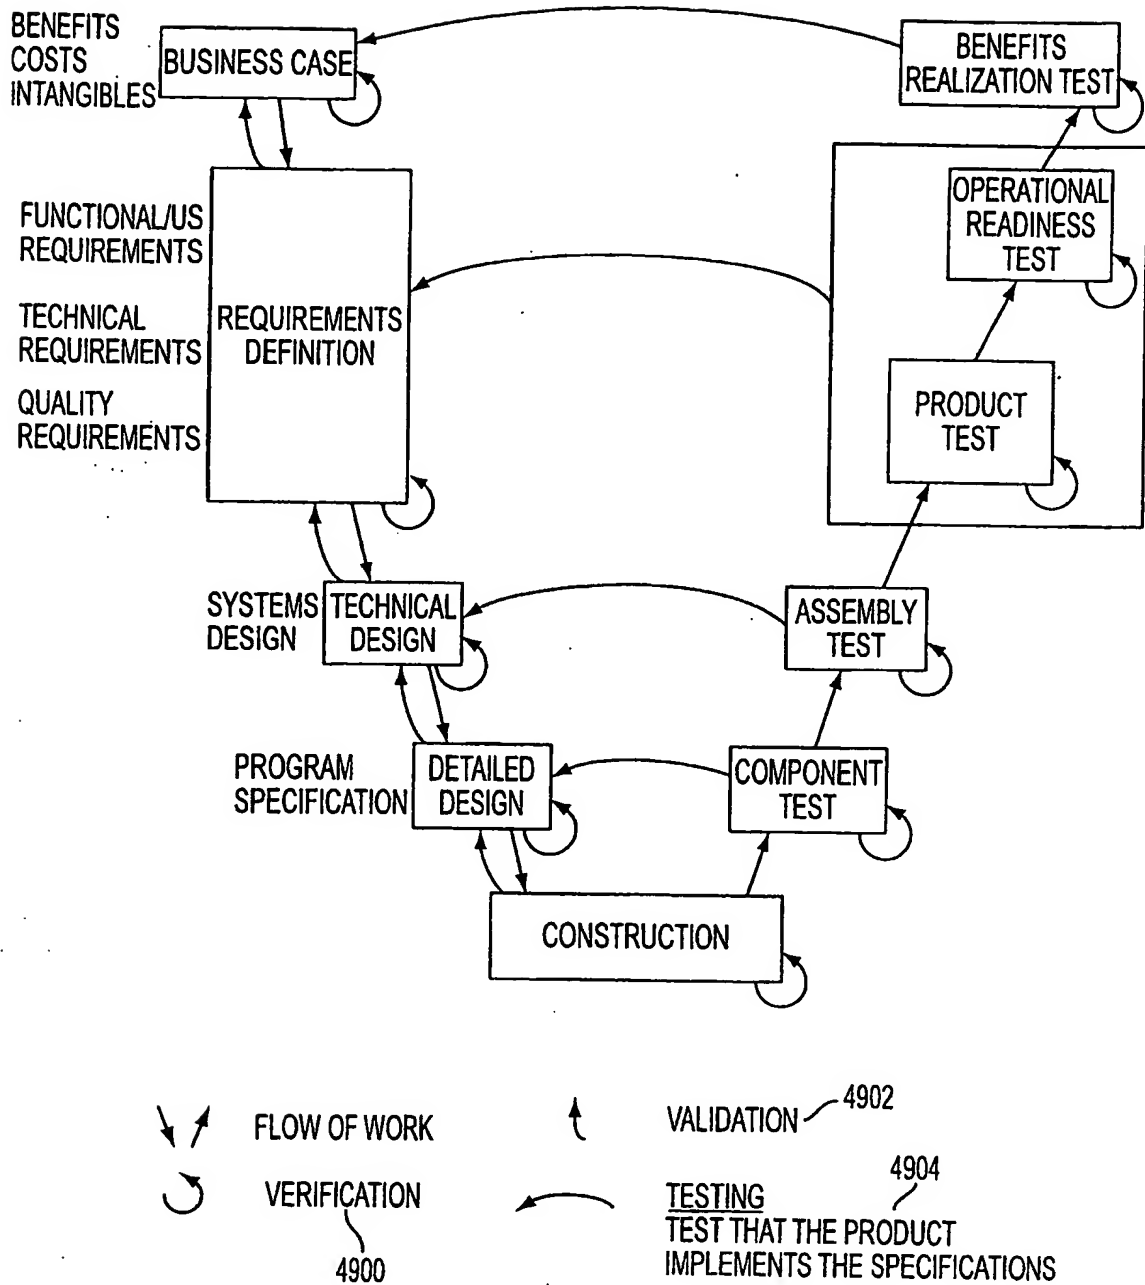 BENEFITS
COSTS
INTANGIBLES
BUSINESS CASE
BENEFITS
REALIZATION TEST
FUNCTIONAL/US
REQUIREMENTS
TECHNICAL
REQUIREMENTS
QUALITY
REQUIREMENTS
REQUIREMENTS
DEFINITION
OPERATIONAL
READINESS
TEST
PRODUCT
TEST
SYSTEMS
DESIGN
TECHNICAL
DESIGN
ASSEMBLY
TEST
PROGRAM
SPECIFICATION
DETAILED
DESIGN
COMPONENT
TEST
CONSTRUCTION
FLOW OF WORK
VALIDATION
4902
VERIFICATION
4900
4904
TESTING
TEST THAT THE PRODUCT
IMPLEMENTS THE SPECIFICATIONS